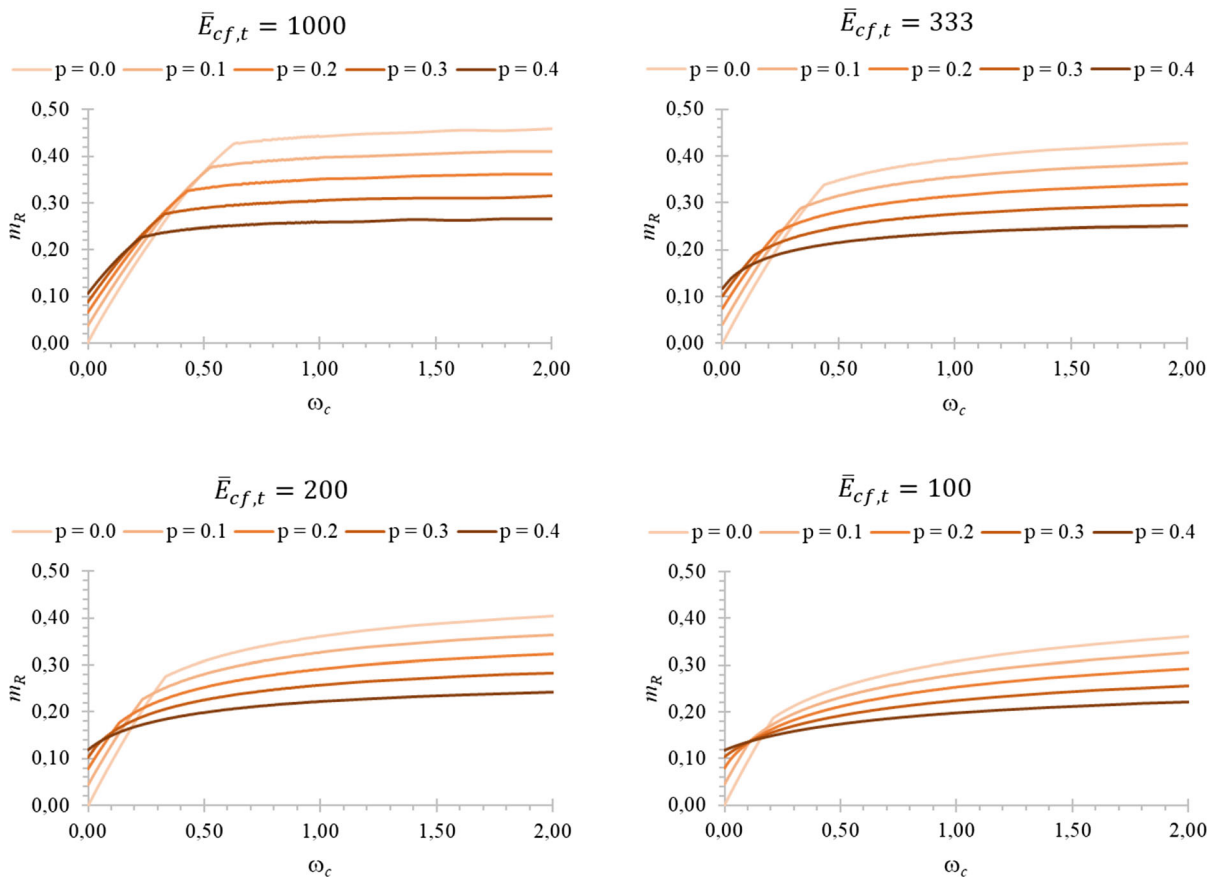 Ē_cf,t = 1000
p = 0.0 p = 0.1 p = 0.2 p = 0.3 p = 0.4
0,50
0,40
0,30
0,20
0,10
0,00
m_R
0,00 0,50 1,00 1,50 2,00
ω_c
Ē_cf,t = 333
p = 0.0 p = 0.1 p = 0.2 p = 0.3 p = 0.4
0,50
0,40
0,30
0,20
0,10
0,00
m_R
0,00 0,50 1,00 1,50 2,00
ω_c
Ē_cf,t = 200
p = 0.0 p = 0.1 p = 0.2 p = 0.3 p = 0.4
0,50
0,40
0,30
0,20
0,10
0,00
m_R
0,00 0,50 1,00 1,50 2,00
ω_c
Ē_cf,t = 100
p = 0.0 p = 0.1 p = 0.2 p = 0.3 p = 0.4
0,50
0,40
0,30
0,20
0,10
0,00
m_R
0,00 0,50 1,00 1,50 2,00
ω_c